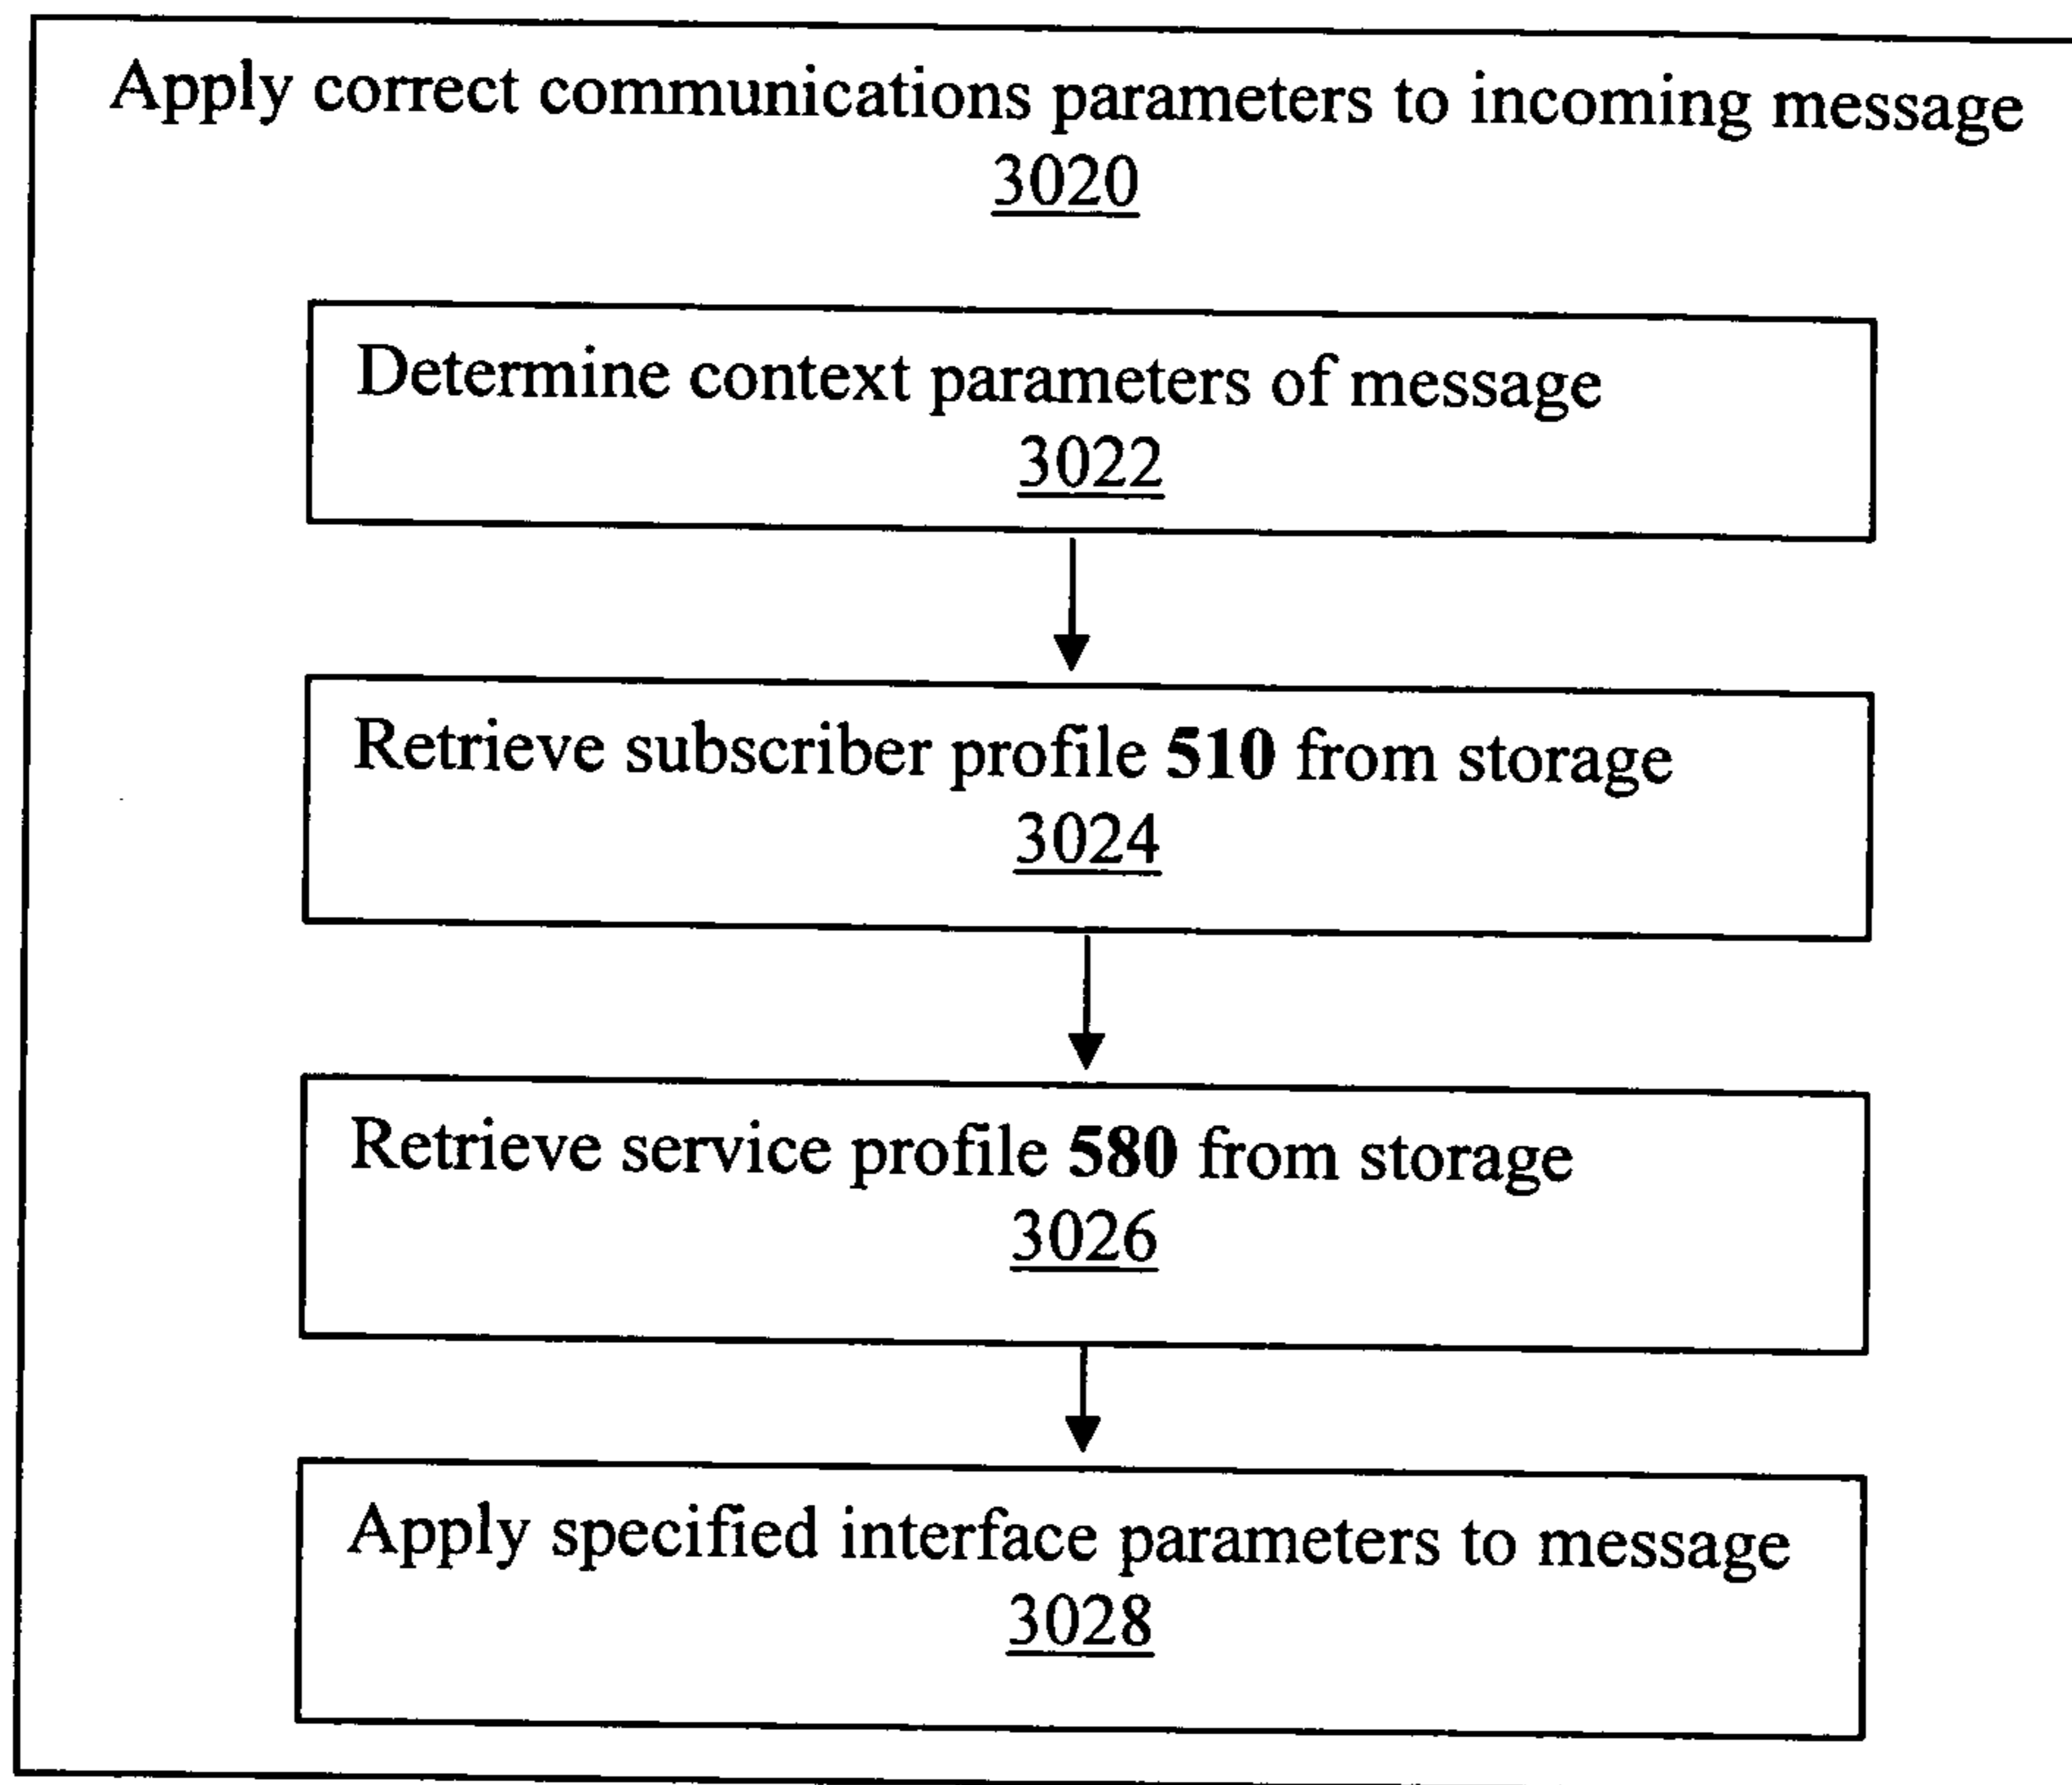 Apply correct communications parameters to incoming message
3020
Determine context parameters of message
3022
Retrieve subscriber profile 510 from storage
3024
Retrieve service profile 580 from storage
3026
Apply specified interface parameters to message
3028